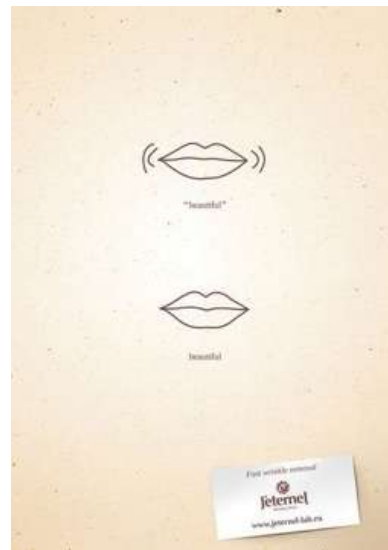 "beautiful"
beautiful
First wrinkle removal
Jeternel
www.jeternel-lab.ru